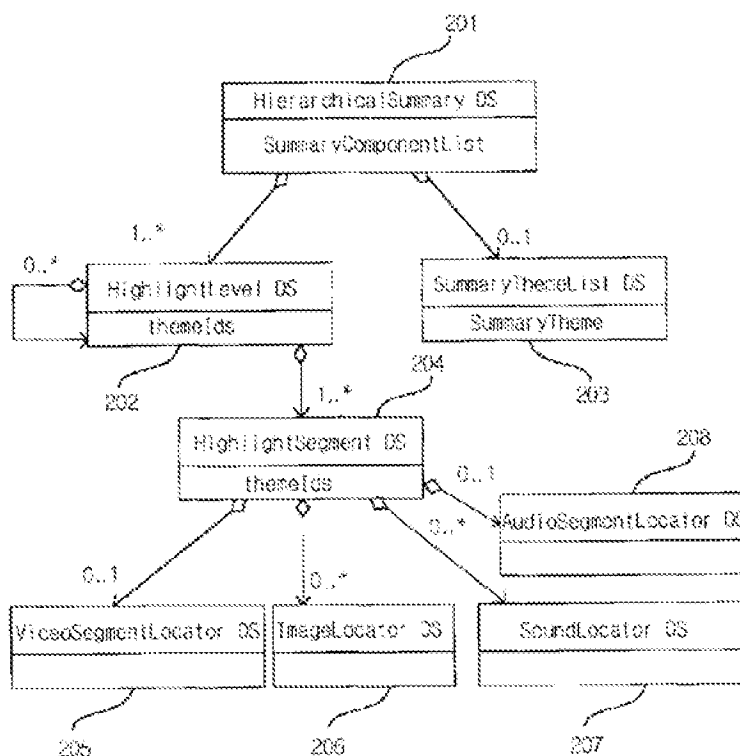 201
HierarchicalSummary DS
SummaryComponentList
1..*
0..1
0..*
HighlightLevel DS
themeIds
SummaryThemeList DS
SummaryTheme
202
203
204
1..*
HighlightSegment DS
themeIds
208
0..1
AudioSegmentLocator DS
0..*
0..1
0..*
VideoSegmentLocator DS
ImageLocator DS
SoundLocator DS
205
206
207